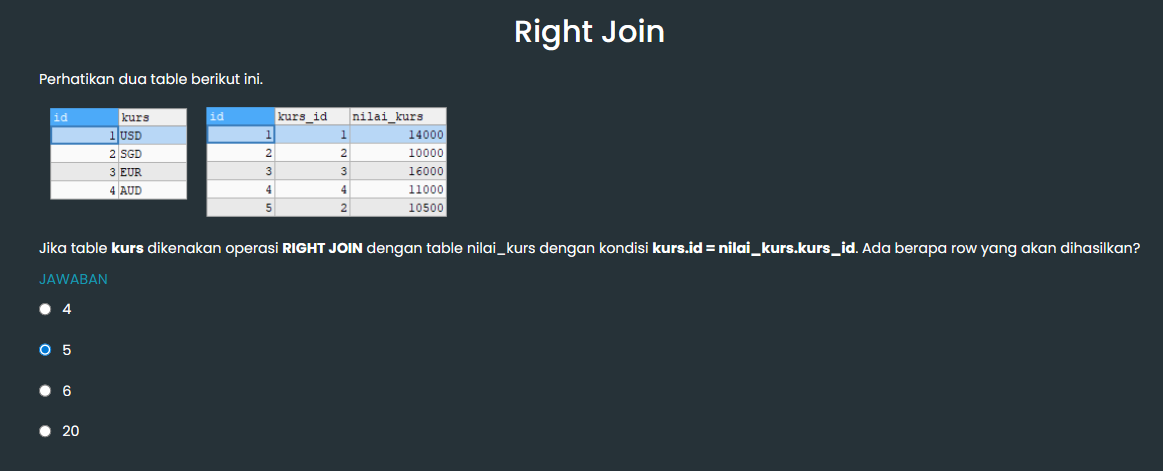 Right Join
Perhatikan dua table berikut ini.
id kurs
1 USD
2 SGD
3 EUR
4 AUD
id kurs_id nilai_kurs
1 1 14000
2 2 10000
3 3 16000
4 4 11000
5 2 10500
Jika table kurs dikenakan operasi RIGHT JOIN dengan table nilai_kurs dengan kondisi kurs.id = nilai_kurs.kurs_id. Ada berapa row yang akan dihasilkan?
JAWABAN
4
5
6
20